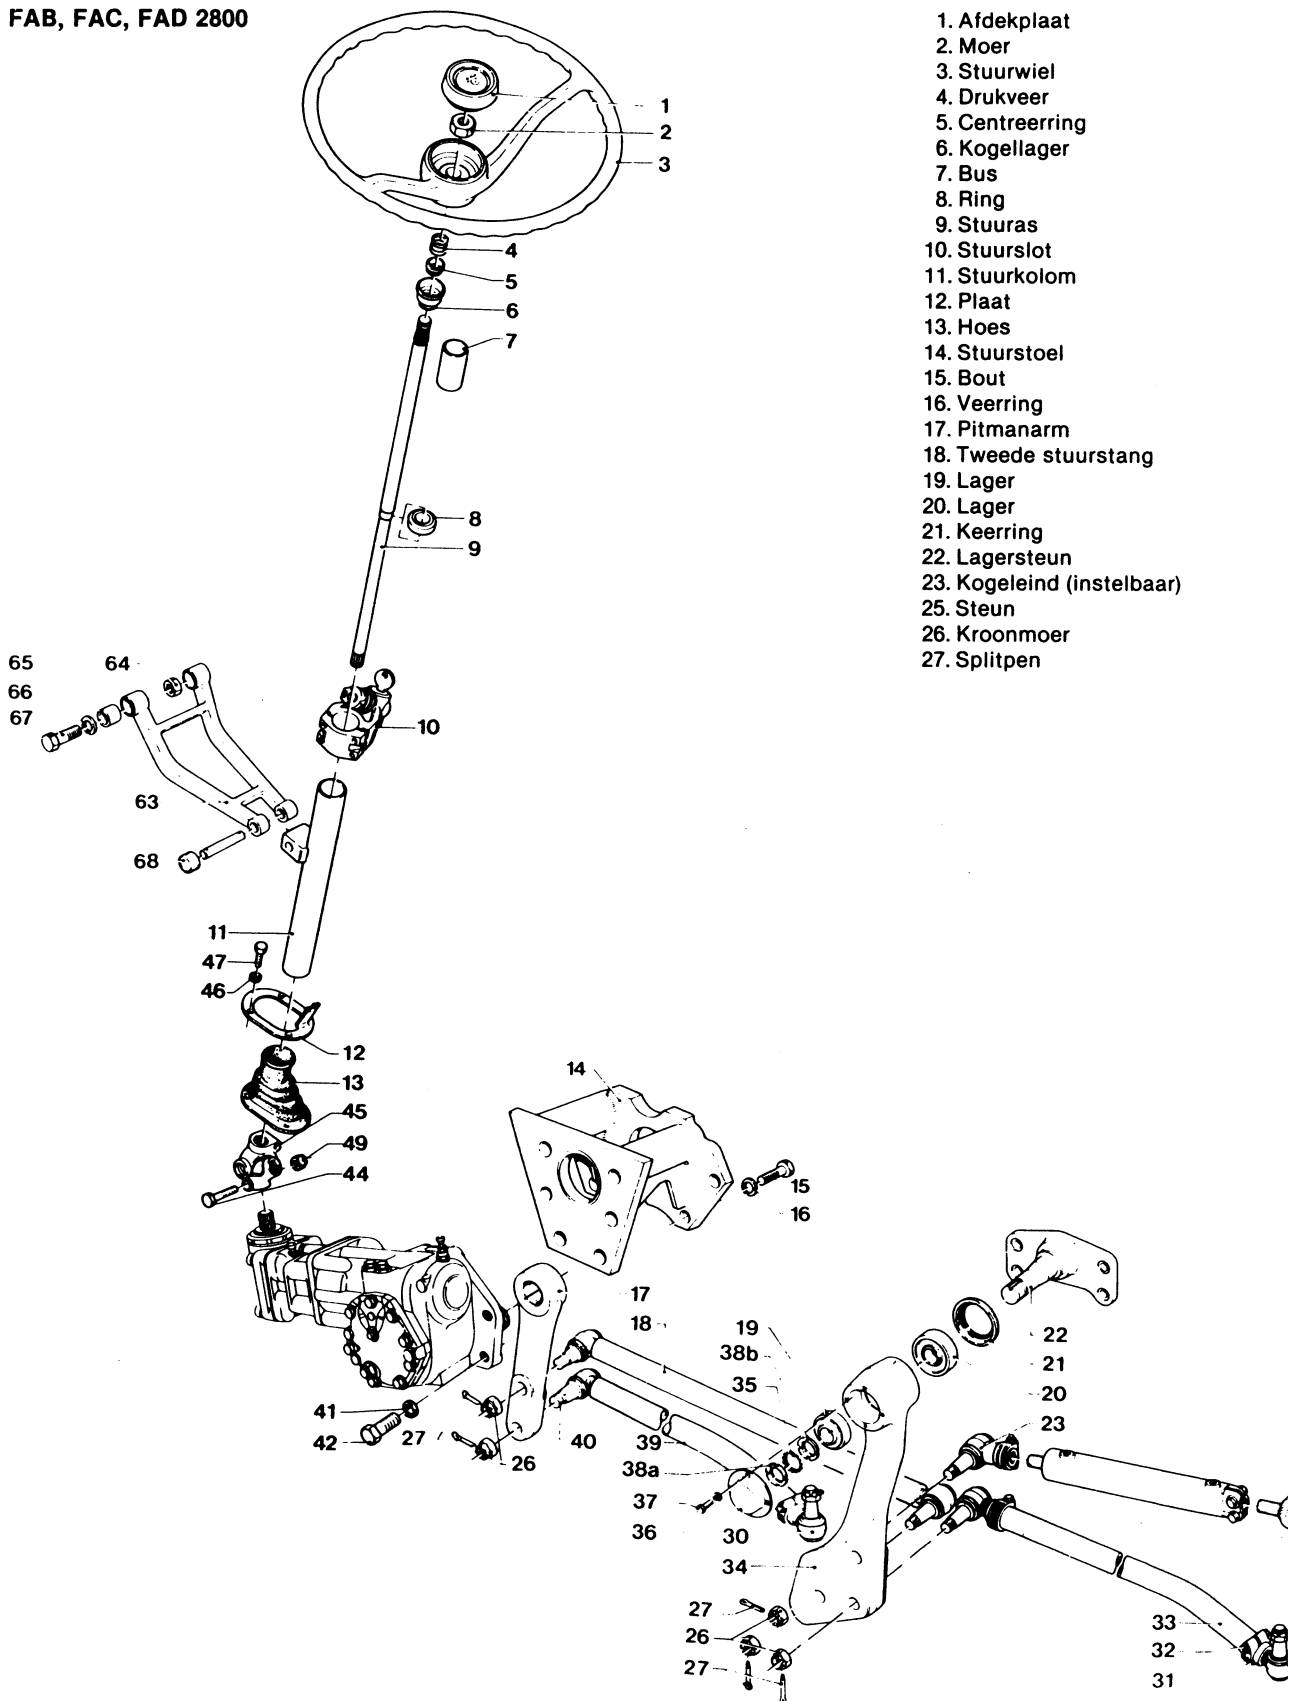 FAB, FAC, FAD 2800
1. Afdekplaat
2. Moer
3. Stuurwiel
4. Drukveer
5. Centreerring
6. Kogellager
7. Bus
8. Ring
9. Stuuras
10. Stuurslot
11. Stuurkolom
12. Plaat
13. Hoes
14. Stuurstoel
15. Bout
16. Veerring
17. Pitmanarm
18. Tweede stuurstang
19. Lager
20. Lager
21. Keerring
22. Lagersteun
23. Kogeleind (instelbaar)
25. Steun
26. Kroonmoer
27. Splitpen
1
2
3
4
5
6
7
8
9
65
64
66
67
10
63
68
11
47
46
12
13
14
45
49
44
15
16
17
18
19
38b
35
22
21
20
23
41
42
27
26
40
39
38a
37
36
30
34
27
26
27
33
32
31